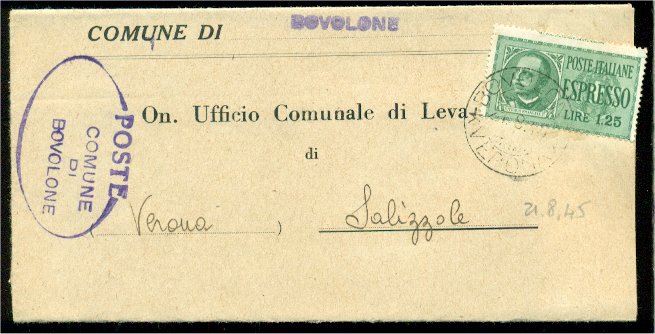 COMUNE DI BOVOLONE
POSTE ITALIANE
ESPRESSO
LIRE 1.25
On. Ufficio Comunale di Leva
di
Verona, Salizzole
21.8.45
POSTE
COMUNE
DI
BOVOLONE